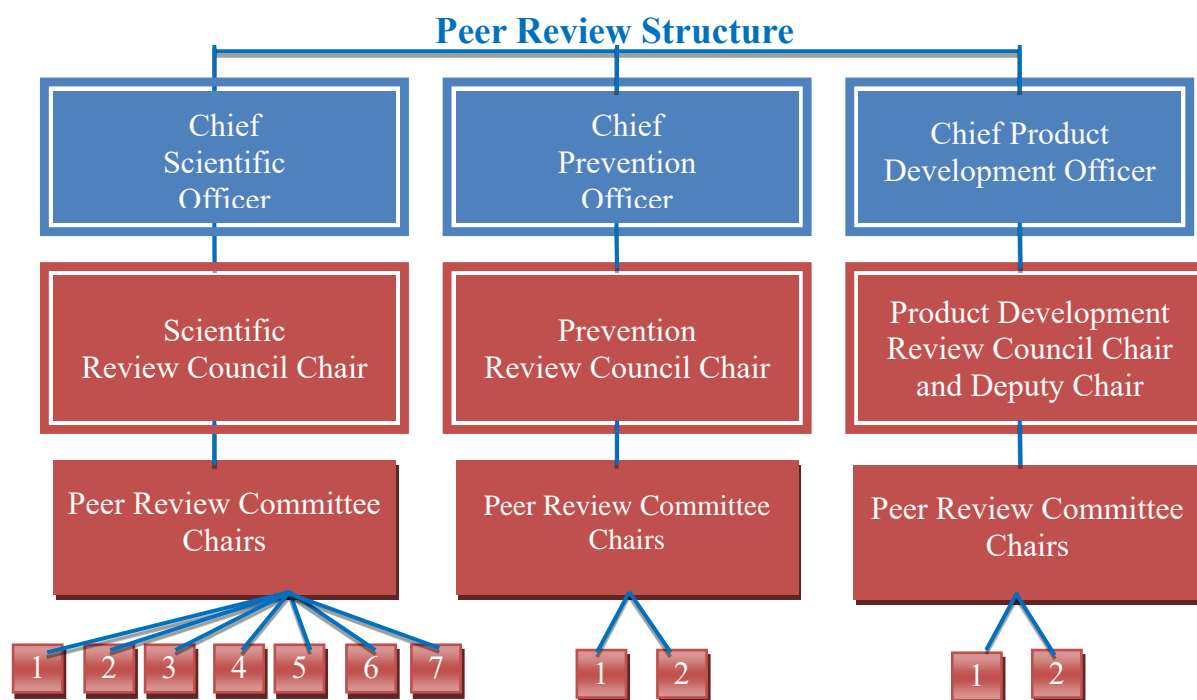 Peer Review Structure
Chief
Scientific
Officer
Chief
Prevention
Officer
Chief Product
Development Officer
Scientific
Review Council Chair
Prevention
Review Council Chair
Product Development
Review Council Chair
and Deputy Chair
Peer Review Committee
Chairs
Peer Review Committee
Chairs
Peer Review Committee
Chairs
1 2 3 4 5 6 7
1 2
1 2